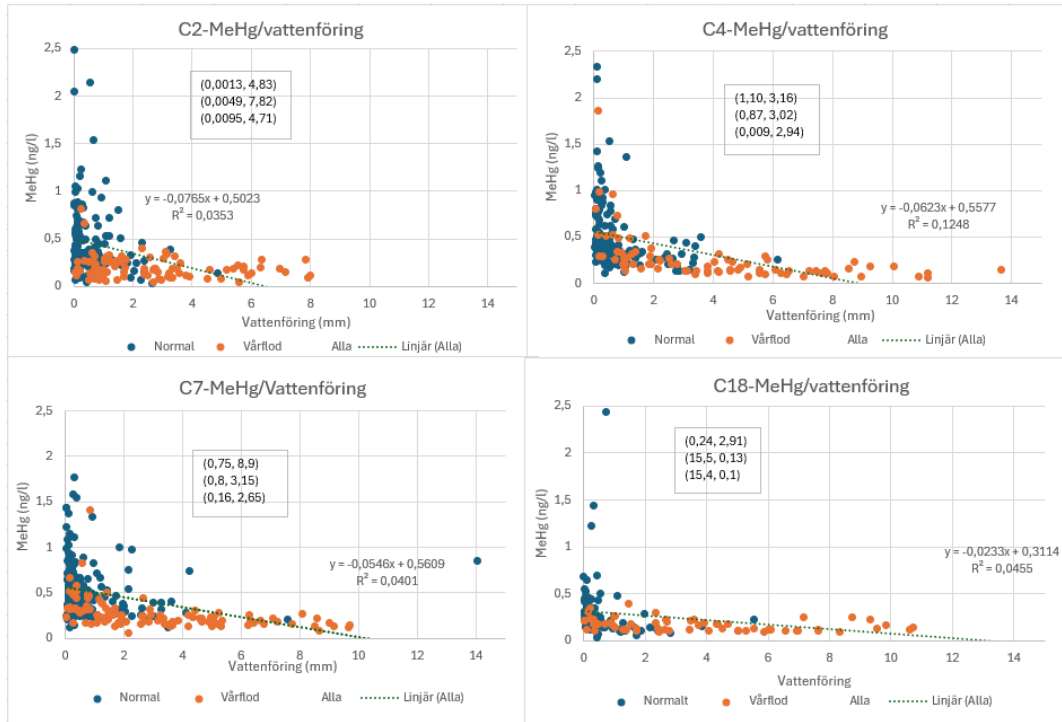 C2-MeHg/vattenföring
2,5
2
1,5
1
0,5
0
MeHg (ng/l)
(0,0013, 4,83)
(0,0049, 7,82)
(0,0095, 4,71)
y = -0,0765x + 0,5023
R² = 0,0353
0 2 4 6 8 10 12 14
Vattenföring (mm)
Normal Vårflod Alla Linjär (Alla)
C4-MeHg/vattenföring
2,5
2
1,5
1
0,5
0
MeHg (ng/l)
(1,10, 3,16)
(0,87, 3,02)
(0,009, 2,94)
y = -0,0623x + 0,5577
R² = 0,1248
0 2 4 6 8 10 12 14
Vattenföring (mm)
Normal Vårflod Alla Linjär (Alla)
C7-MeHg/Vattenföring
2,5
2
1,5
1
0,5
0
MeHg (ng/l)
(0,75, 8,9)
(0,8, 3,15)
(0,16, 2,65)
y = -0,0546x + 0,5609
R² = 0,0401
0 2 4 6 8 10 12 14
Vattenföring (mm)
Normal Vårflod Alla Linjär (Alla)
C18-MeHg/vattenföring
2,5
2
1,5
1
0,5
0
MeHg (ng/l)
(0,24, 2,91)
(15,5, 0,13)
(15,4, 0,1)
y = -0,0233x + 0,3114
R² = 0,0455
0 2 4 6 8 10 12 14
Vattenföring
Normalt Vårflod Alla Linjär (Alla)